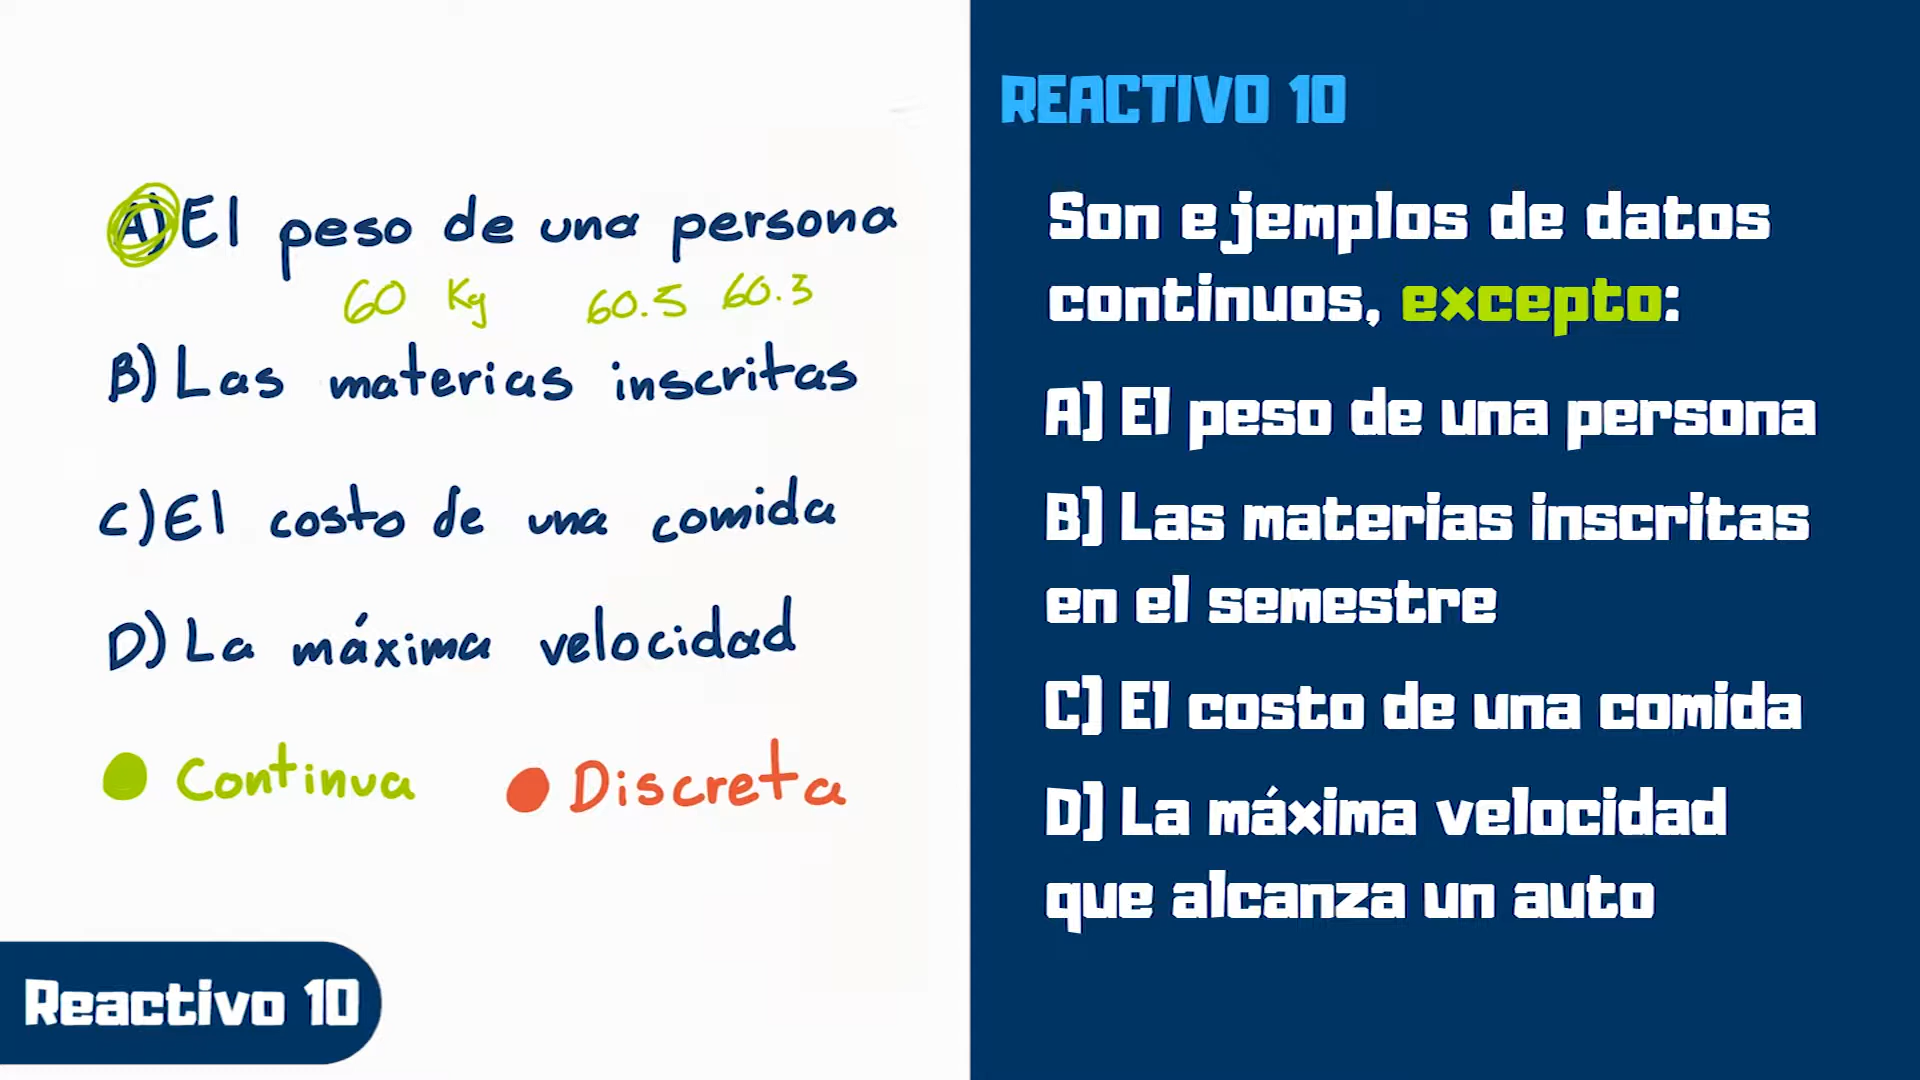 A) El peso de una persona
60 Kg 60.5 60.3
B) Las materias inscritas
C) El costo de una comida
D) La máxima velocidad
Continua Discreta
Reactivo 10
REACTIVO 10
Son ejemplos de datos
continuos, excepto:
A) El peso de una persona
B) Las materias inscritas
en el semestre
C) El costo de una comida
D) La máxima velocidad
que alcanza un auto